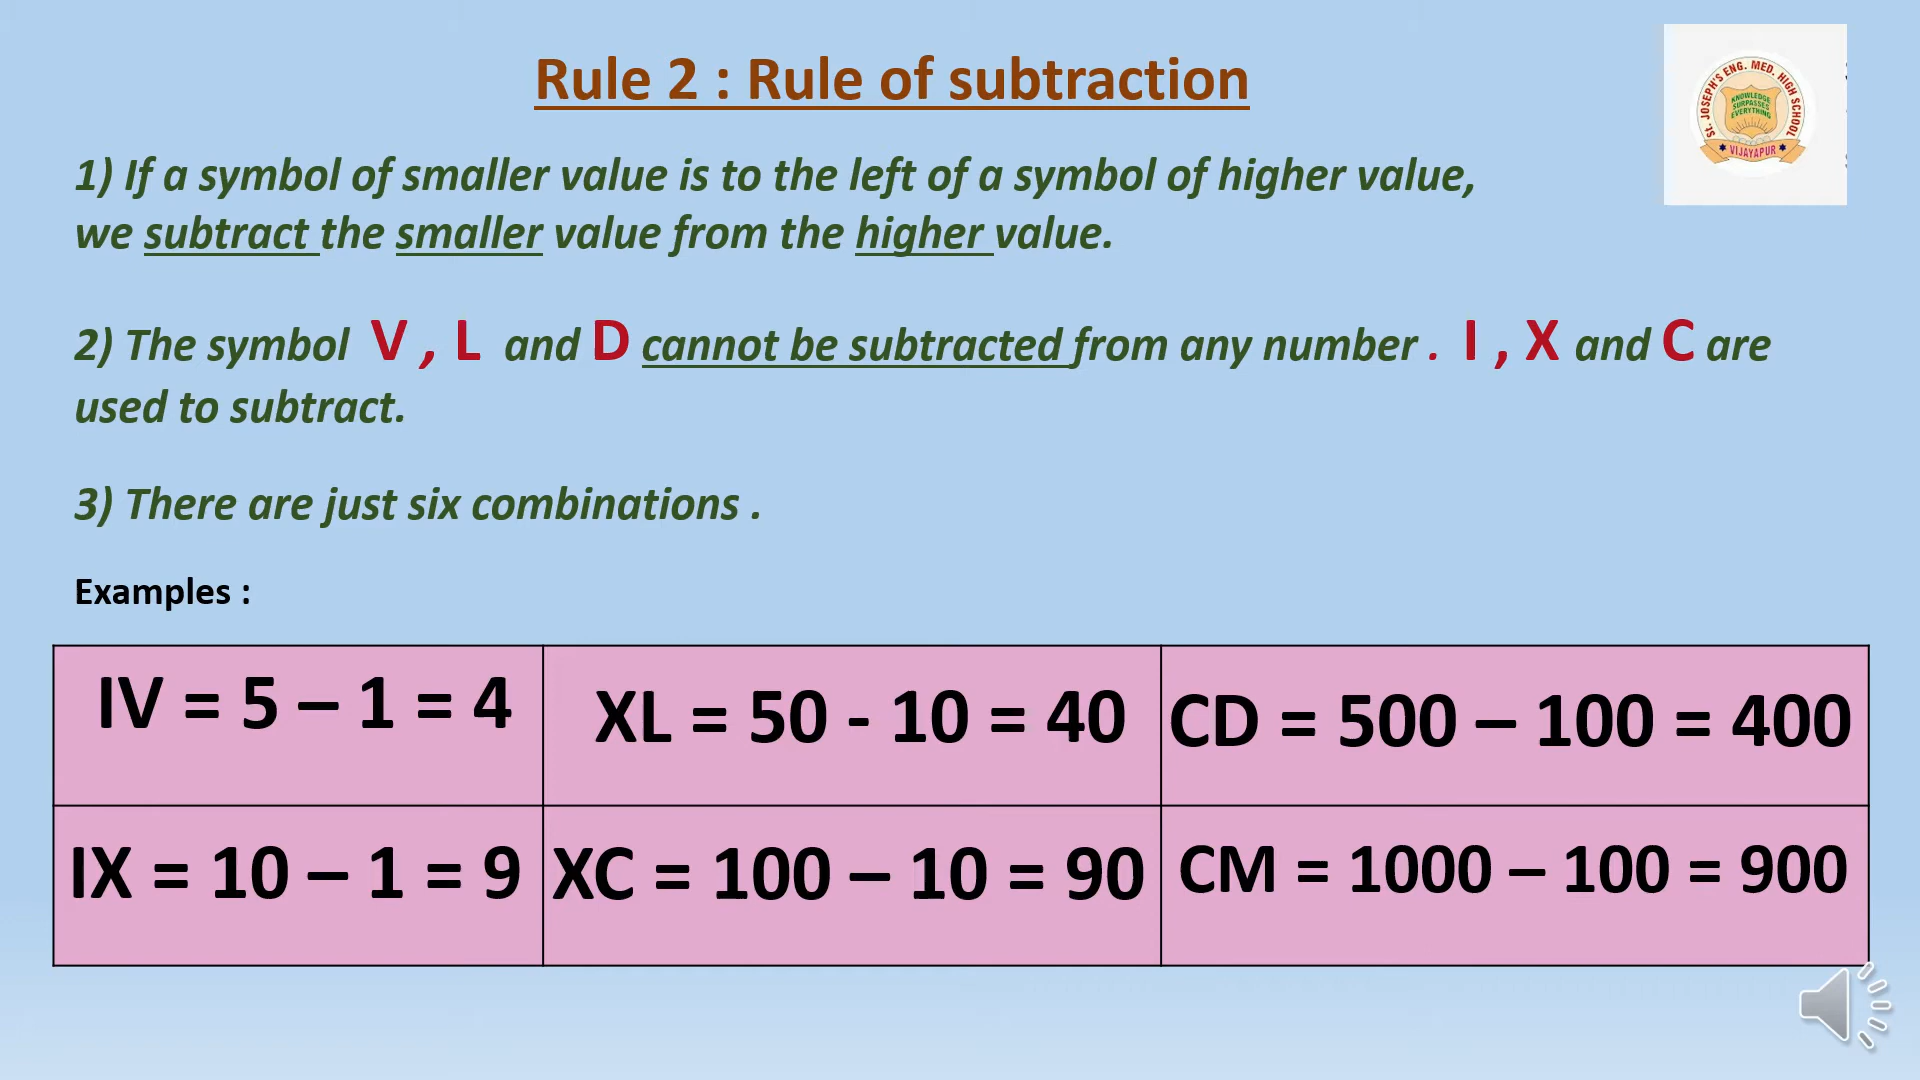 Rule 2 : Rule of subtraction
St. JOSEPH'S ENG. MED. HIGH SCHOOL
KNOWLEDGE
SURPASSES
EVERYTHING
VIJAYAPUR
1) If a symbol of smaller value is to the left of a symbol of higher value,
we subtract the smaller value from the higher value.
2) The symbol V , L and D cannot be subtracted from any number . I , X and C are
used to subtract.
3) There are just six combinations .
Examples :
IV = 5 – 1 = 4
XL = 50 - 10 = 40
CD = 500 – 100 = 400
IX = 10 – 1 = 9
XC = 100 – 10 = 90
CM = 1000 – 100 = 900